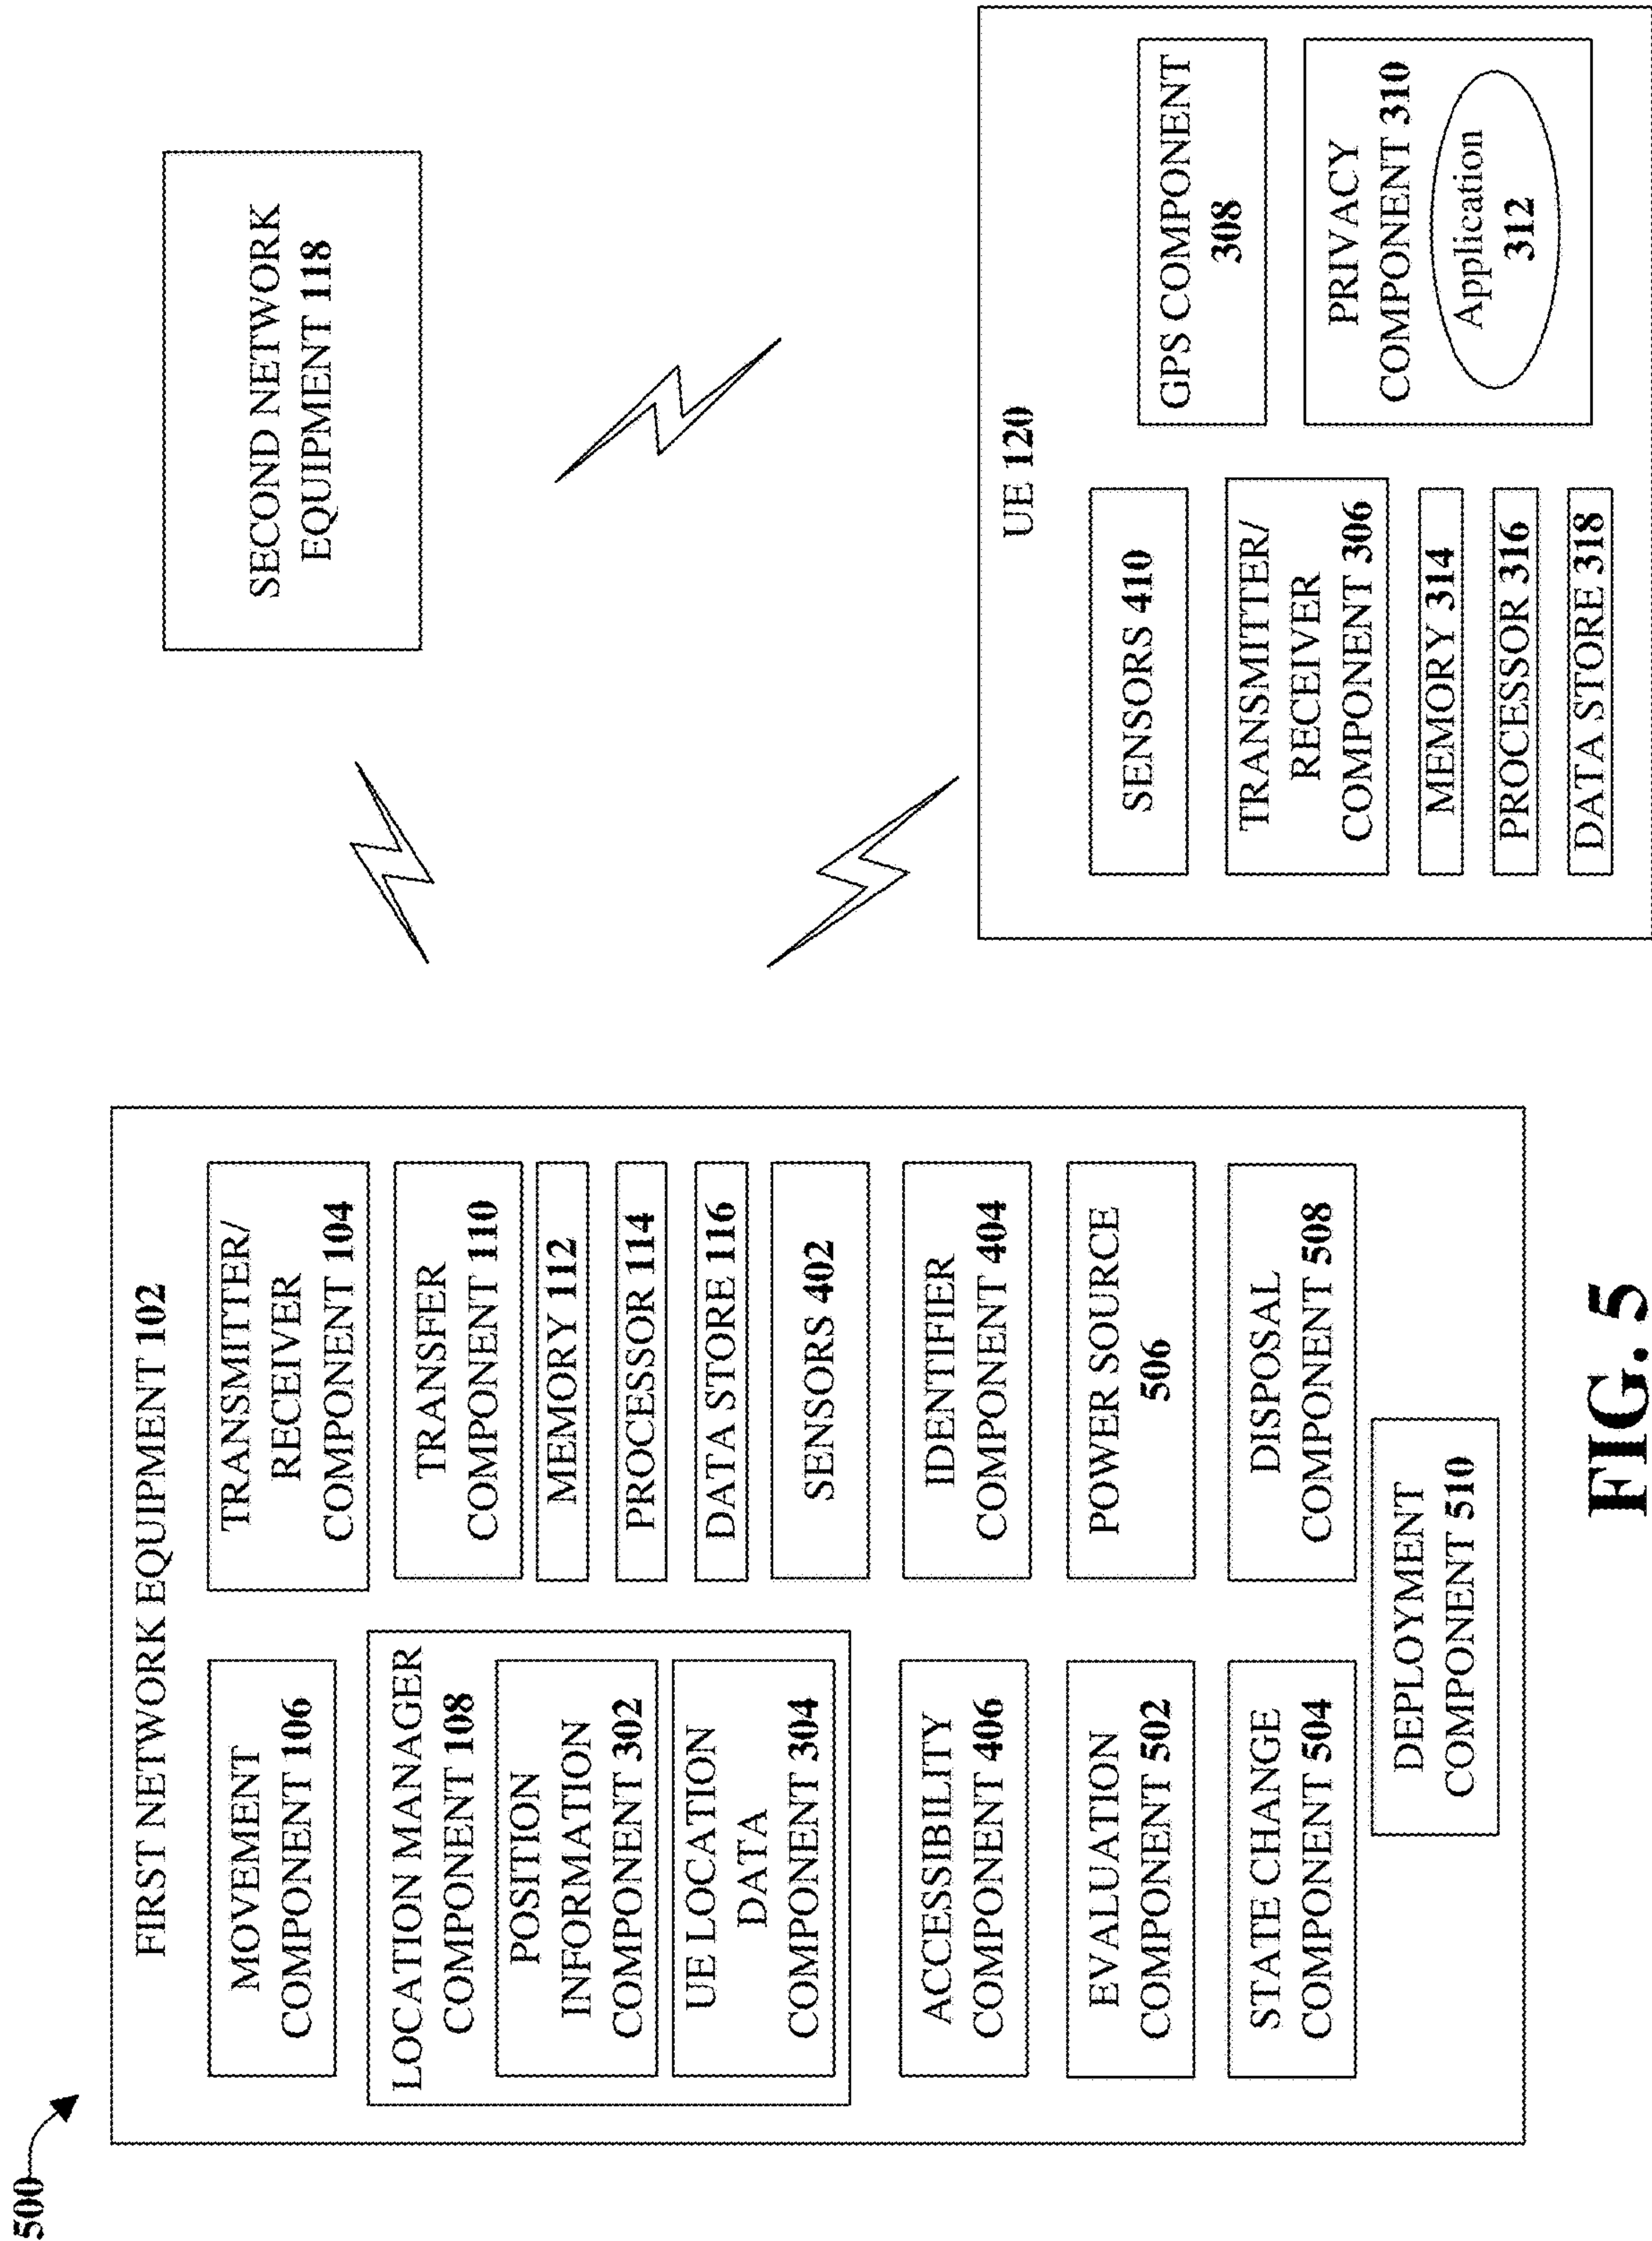 500
FIRST NETWORK EQUIPMENT 102
MOVEMENT
COMPONENT 106
LOCATION MANAGER
COMPONENT 108
POSITION
INFORMATION
COMPONENT 302
UE LOCATION
DATA
COMPONENT 304
ACCESSIBILITY
COMPONENT 406
EVALUATION
COMPONENT 502
STATE CHANGE
COMPONENT 504
TRANSMITTER/
RECEIVER
COMPONENT 104
TRANSFER
COMPONENT 110
MEMORY 112
PROCESSOR 114
DATA STORE 116
SENSORS 402
IDENTIFIER
COMPONENT 404
POWER SOURCE
506
DISPOSAL
COMPONENT 508
DEPLOYMENT
COMPONENT 510
SECOND NETWORK
EQUIPMENT 118
UE 120
SENSORS 410
TRANSMITTER/
RECEIVER
COMPONENT 306
MEMORY 314
PROCESSOR 316
DATA STORE 318
GPS COMPONENT
308
PRIVACY
COMPONENT 310
Application
312
FIG. 5